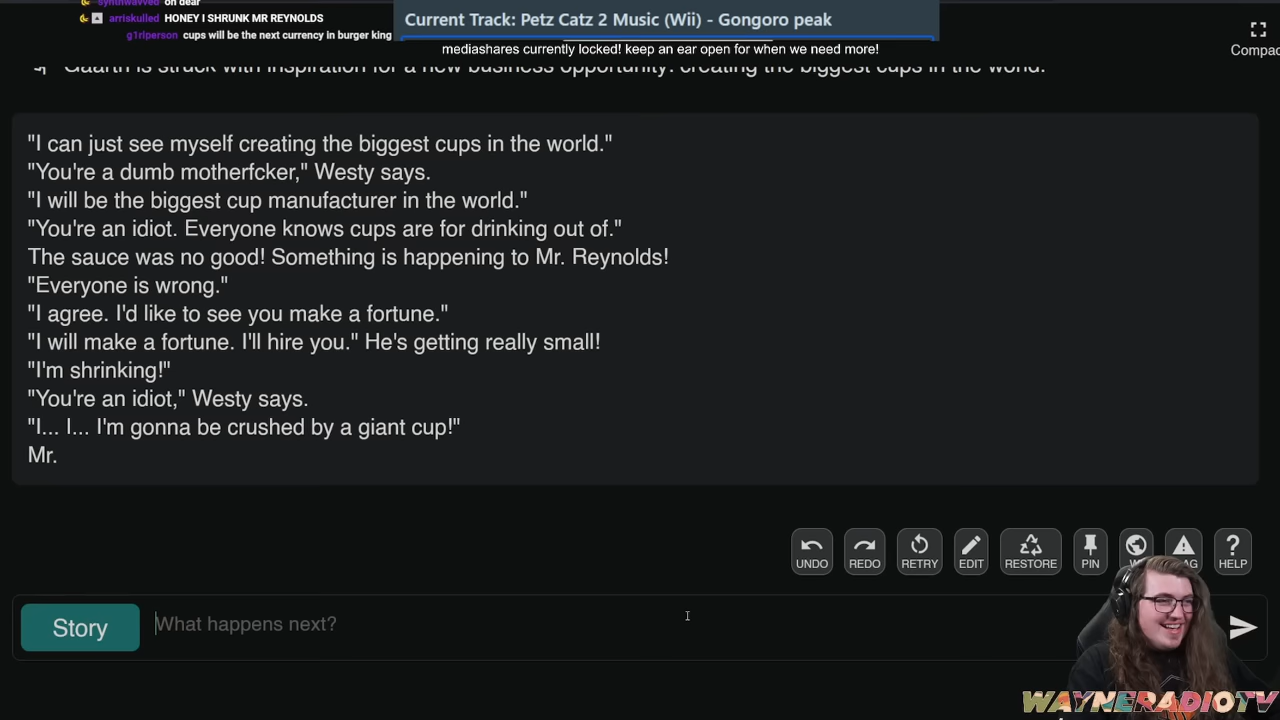 synthwavved on dear
arriskulled HONEY I SHRUNK MR REYNOLDS
g1rlperson cups will be the next currency in burger king
Current Track: Petz Catz 2 Music (Wii) - Gongoro peak
mediashares currently locked! keep an ear open for when we need more!
Compac
Gaarth is struck with inspiration for a new business opportunity: creating the biggest cups in the world.
"I can just see myself creating the biggest cups in the world."
"You're a dumb motherfcker," Westy says.
"I will be the biggest cup manufacturer in the world."
"You're an idiot. Everyone knows cups are for drinking out of."
The sauce was no good! Something is happening to Mr. Reynolds!
"Everyone is wrong."
"I agree. I'd like to see you make a fortune."
"I will make a fortune. I'll hire you." He's getting really small!
"I'm shrinking!"
"You're an idiot," Westy says.
"I... I... I'm gonna be crushed by a giant cup!"
Mr.
UNDO REDO RETRY EDIT RESTORE PIN HELP
Story What happens next?
WAYNERADIOTV